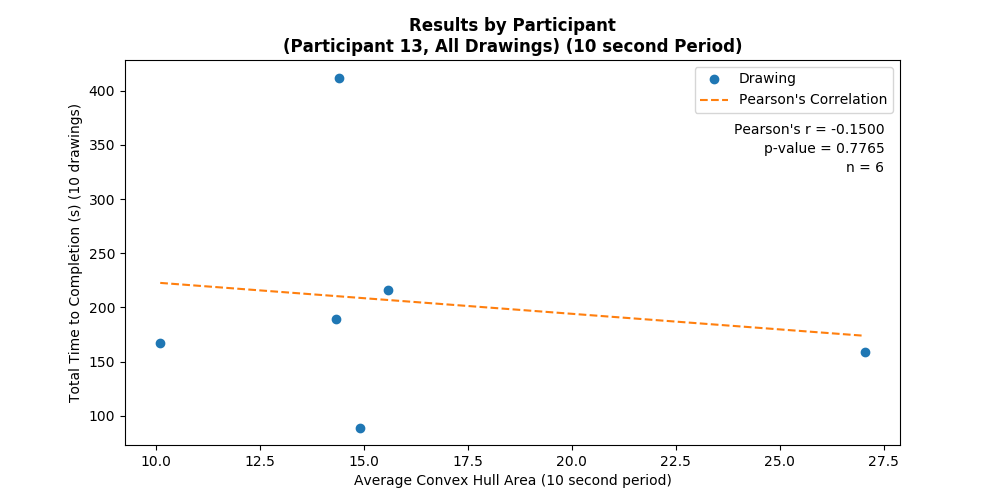 Results by Participant
(Participant 13, All Drawings) (10 second Period)
Drawing
Pearson's Correlation
Pearson's r = -0.1500
p-value = 0.7765
n = 6
Total Time to Completion (s) (10 drawings)
400
350
300
250
200
150
100
10.0 12.5 15.0 17.5 20.0 22.5 25.0 27.5
Average Convex Hull Area (10 second period)